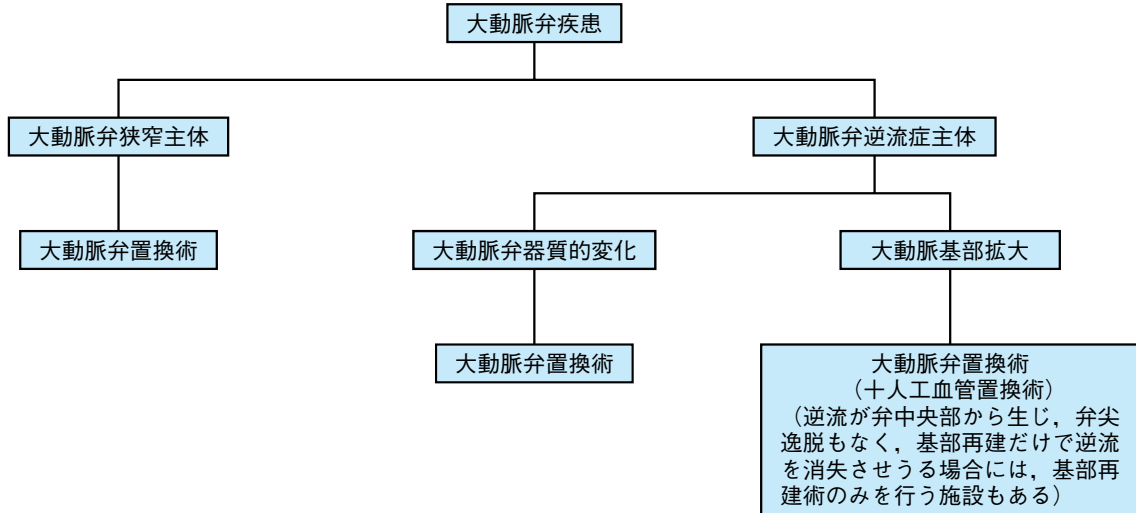 大動脈弁疾患
大動脈弁狭窄主体
大動脈弁逆流症主体
大動脈弁置換術
大動脈弁器質的変化
大動脈基部拡大
大動脈弁置換術
大動脈弁置換術
（十人工血管置換術）
（逆流が弁中央部から生じ，弁尖
逸脱もなく，基部再建だけで逆流
を消失させうる場合には，基部再
建術のみを行う施設もある）